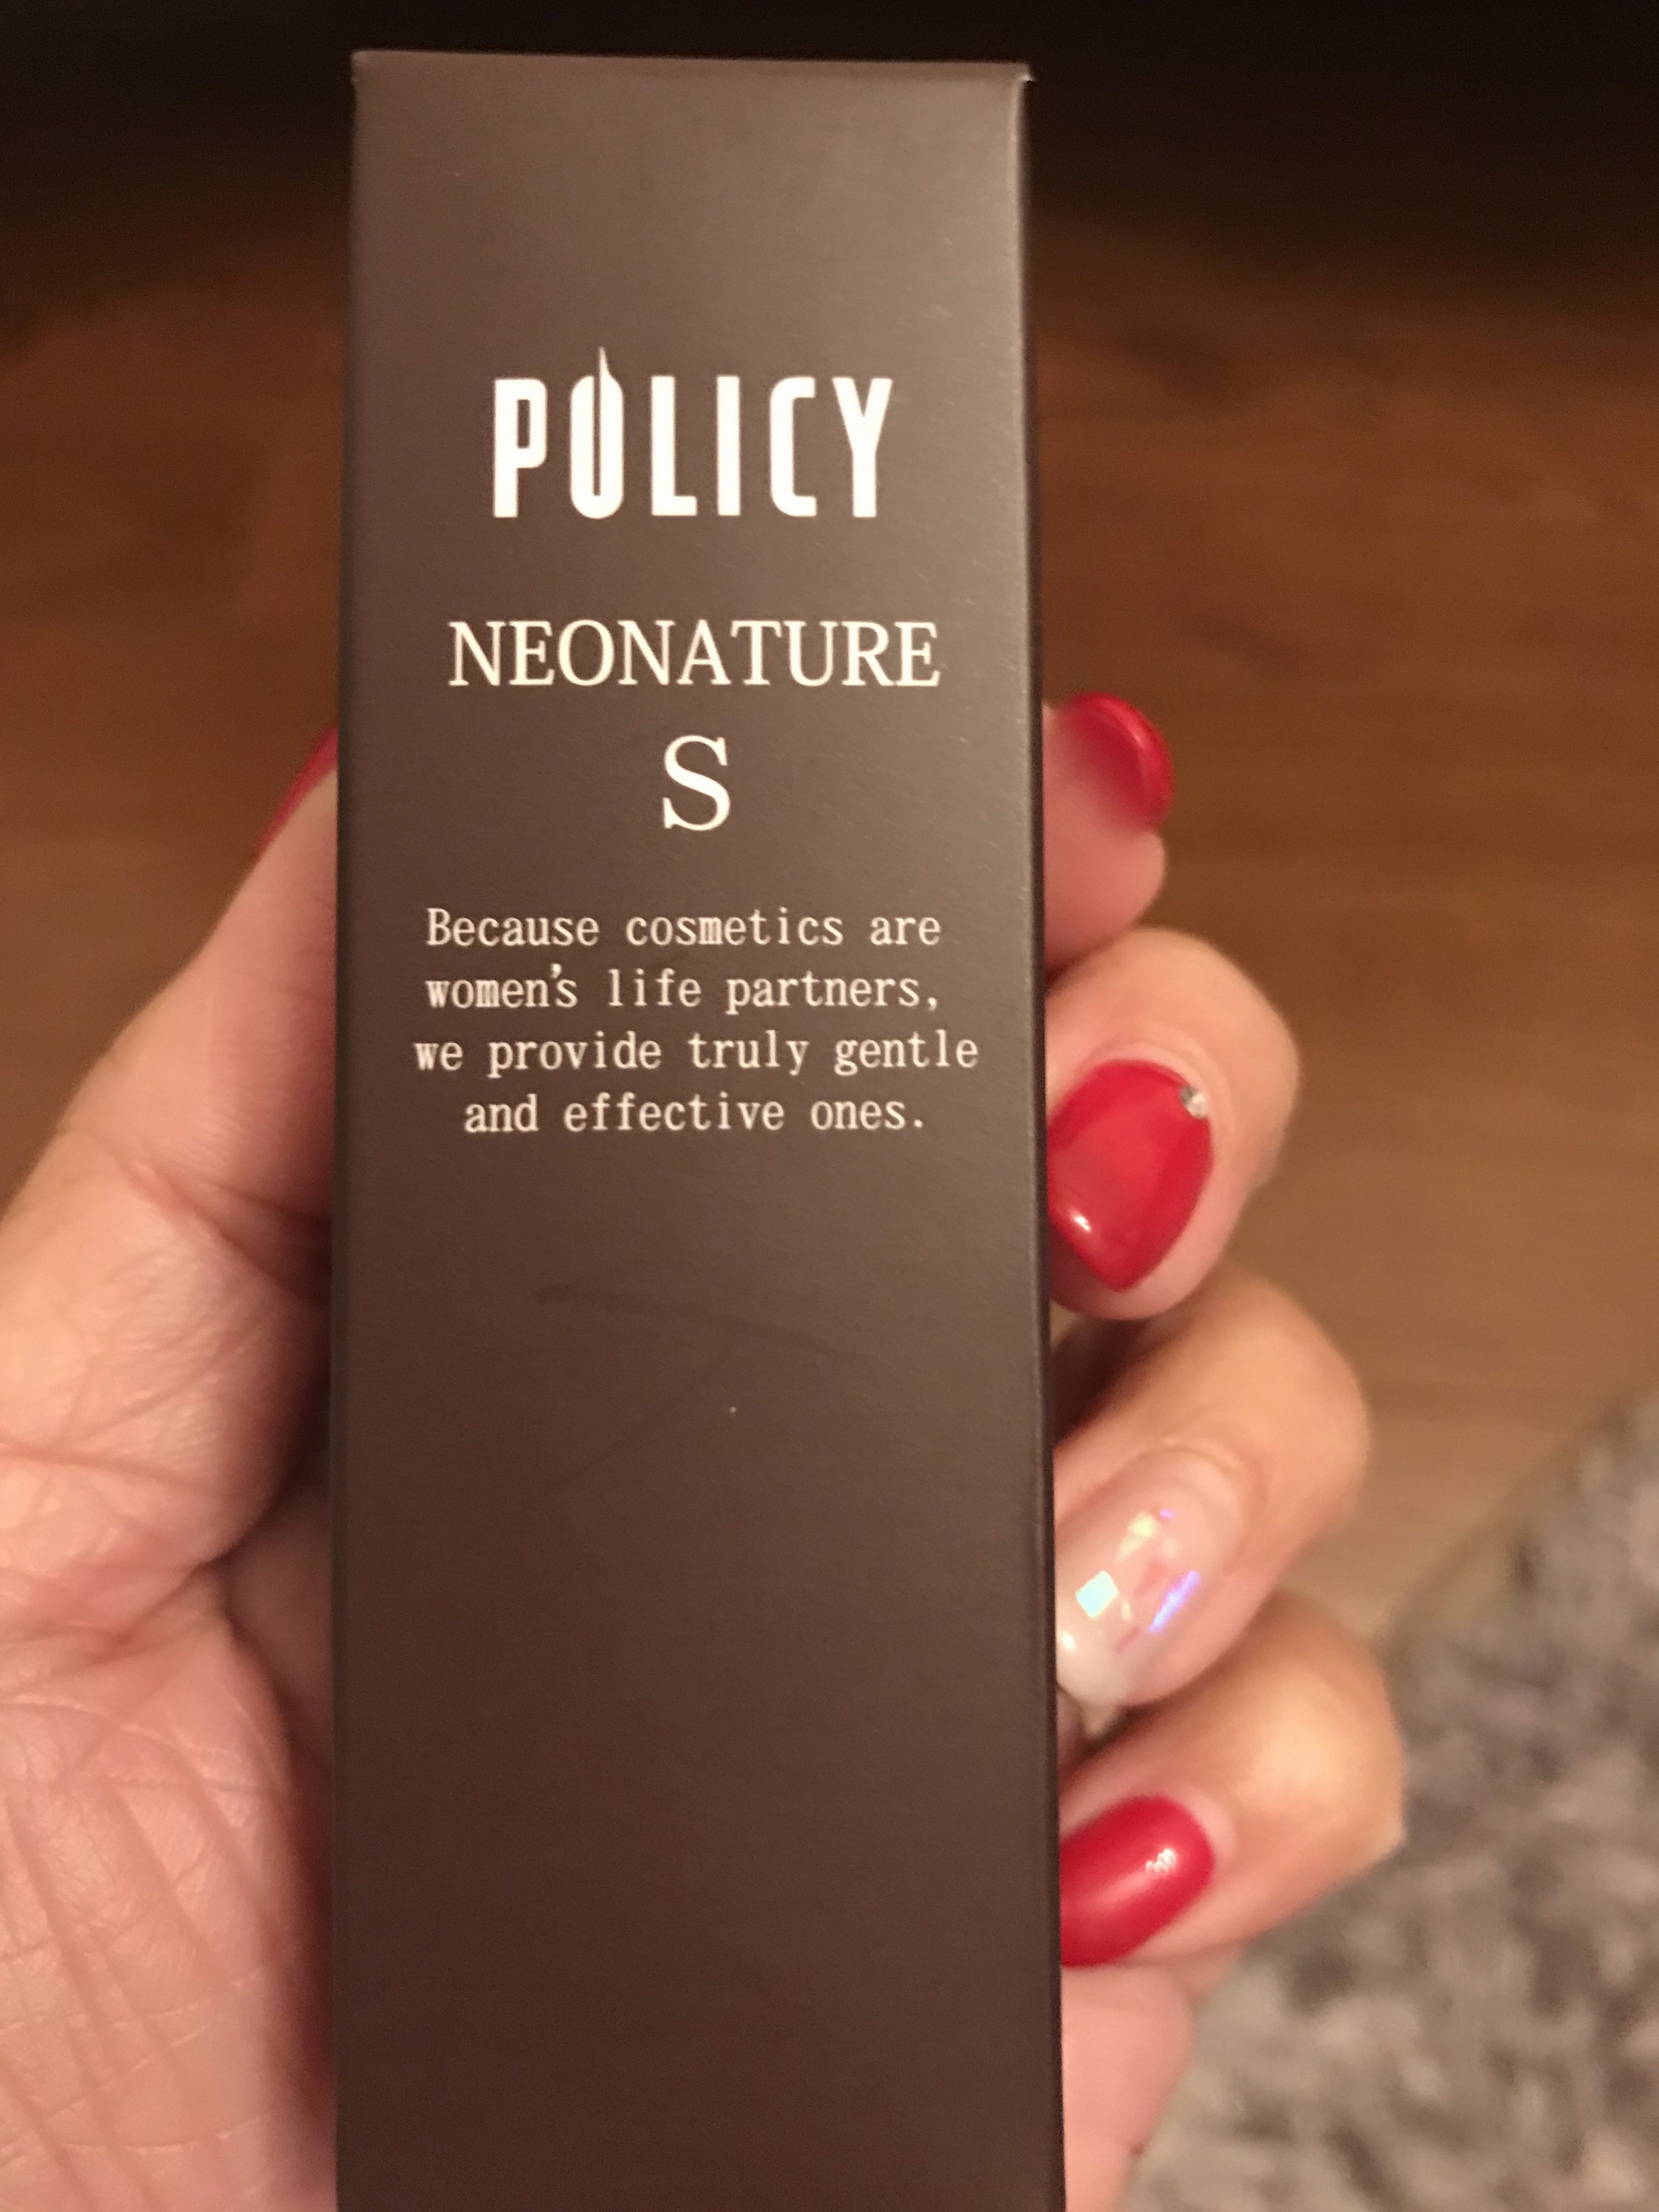 POLICY
NEONATURE
S
Because cosmetics are
women's life partners,
we provide truly gentle
and effective ones.